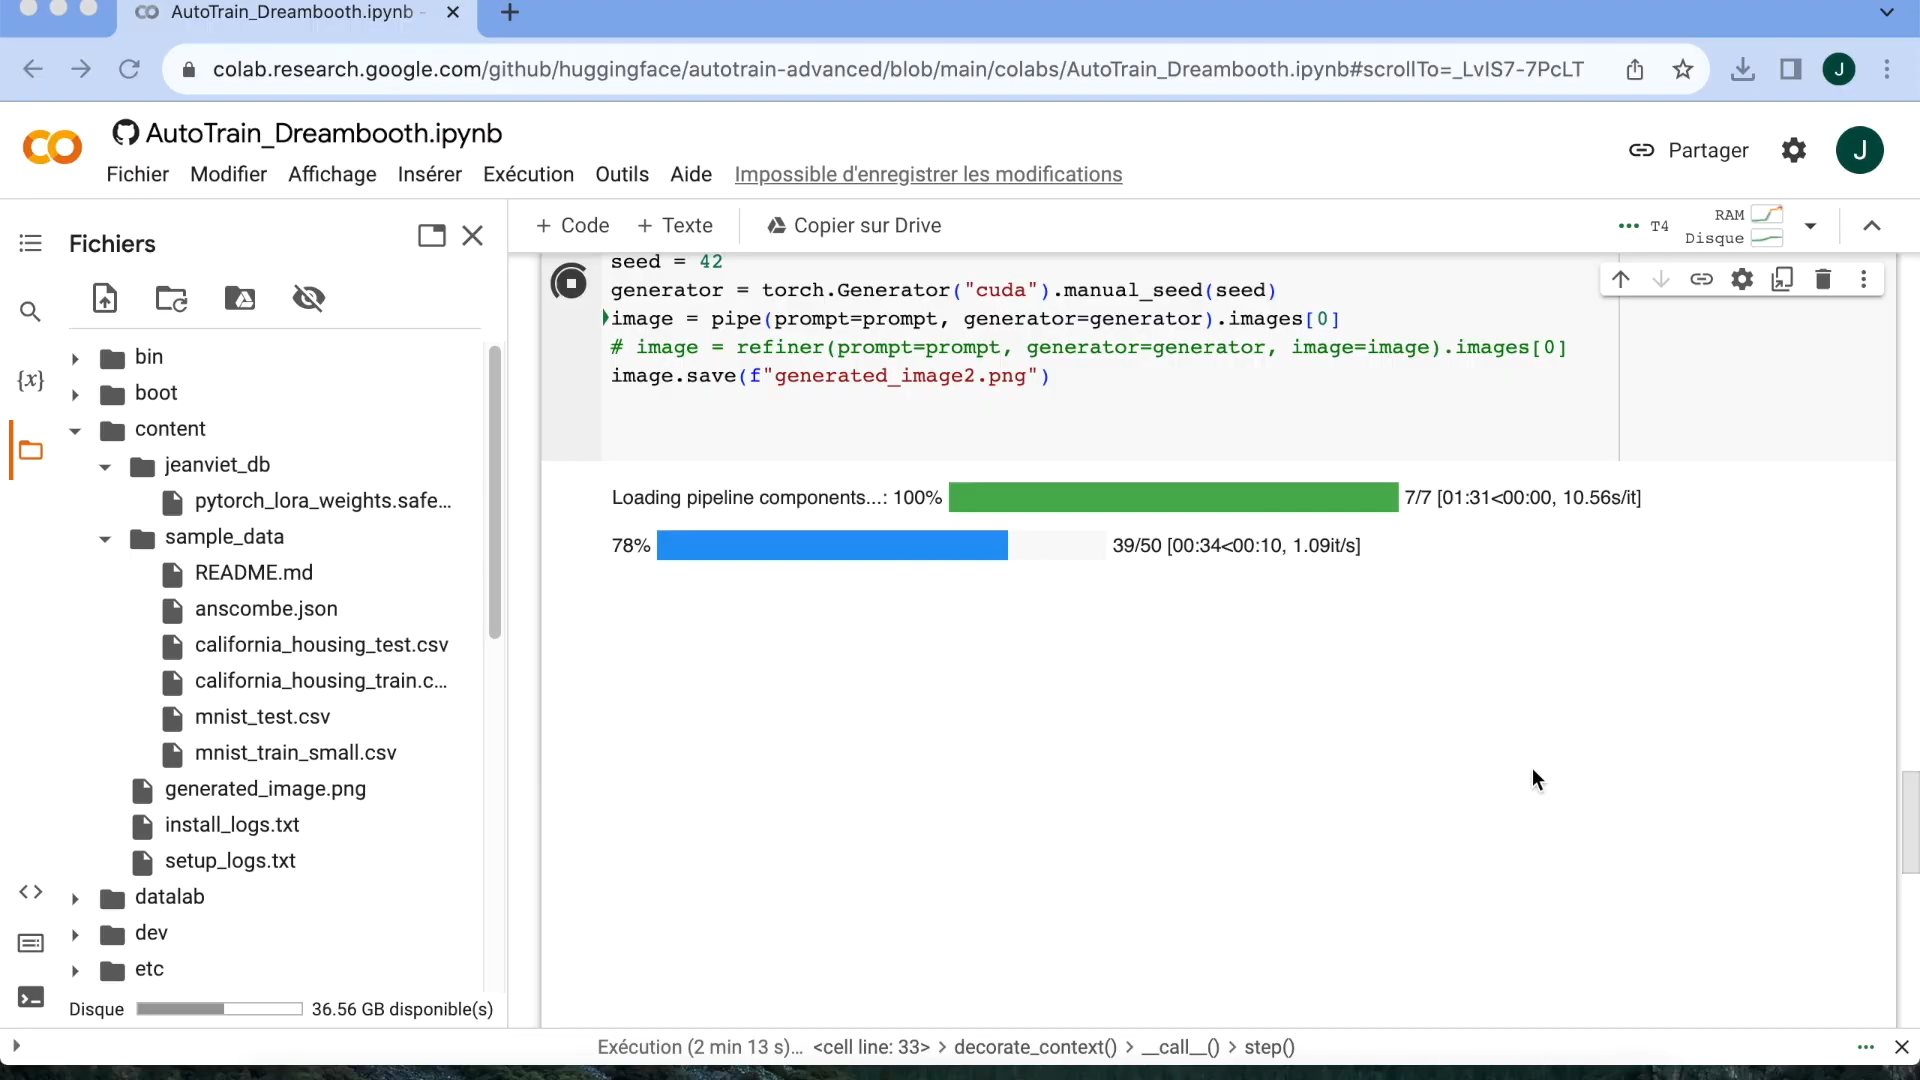 AutoTrain_Dreambooth.ipynb -
colab.research.google.com/github/huggingface/autotrain-advanced/blob/main/colabs/AutoTrain_Dreambooth.ipynb#scrollTo=_LvIS7-7PcLT
J
AutoTrain_Dreambooth.ipynb
Fichier Modifier Affichage Insérer Exécution Outils Aide Impossible d'enregistrer les modifications
Partager
J
Fichiers
+ Code + Texte Copier sur Drive
T4
RAM
Disque
{x}
bin
boot
content
jeanviet_db
pytorch_lora_weights.safe...
sample_data
README.md
anscombe.json
california_housing_test.csv
california_housing_train.c...
mnist_test.csv
mnist_train_small.csv
generated_image.png
install_logs.txt
setup_logs.txt
datalab
dev
etc
Disque 36.56 GB disponible(s)
seed = 42
generator = torch.Generator("cuda").manual_seed(seed)
image = pipe(prompt=prompt, generator=generator).images[0]
# image = refiner(prompt=prompt, generator=generator, image=image).images[0]
image.save(f"generated_image2.png")
Loading pipeline components...: 100% 7/7 [01:31<00:00, 10.56s/it]
78% 39/50 [00:34<00:10, 1.09it/s]
Exécution (2 min 13 s)... <cell line: 33> > decorate_context() > __call__() > step()